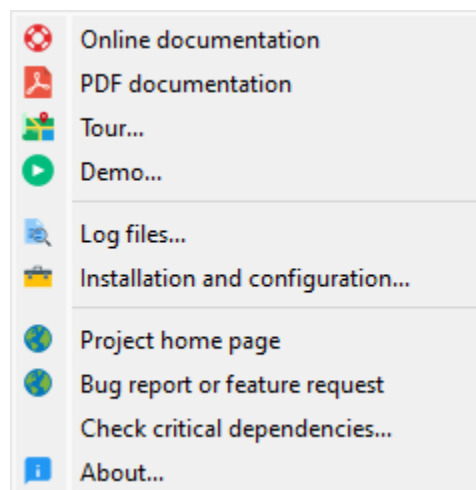 Online documentation
PDF documentation
Tour...
Demo...
Log files...
Installation and configuration...
Project home page
Bug report or feature request
Check critical dependencies...
About...